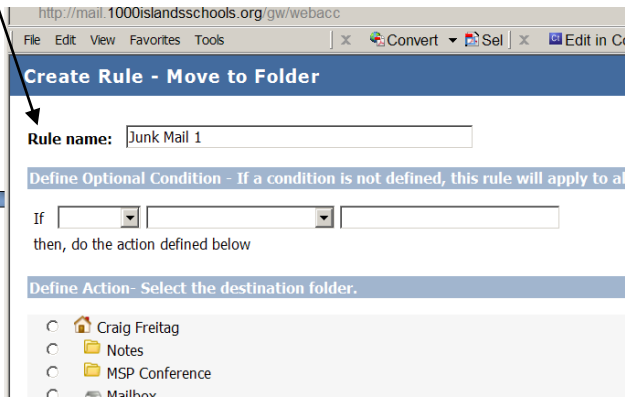 http://mail.1000islandsschools.org/gw/webacc
File Edit View Favorites Tools x Convert Sel x Edit in Co
Create Rule - Move to Folder
Rule name: Junk Mail 1
Define Optional Condition - If a condition is not defined, this rule will apply to al
If
then, do the action defined below
Define Action- Select the destination folder.
Craig Freitag
Notes
MSP Conference
Mailbox